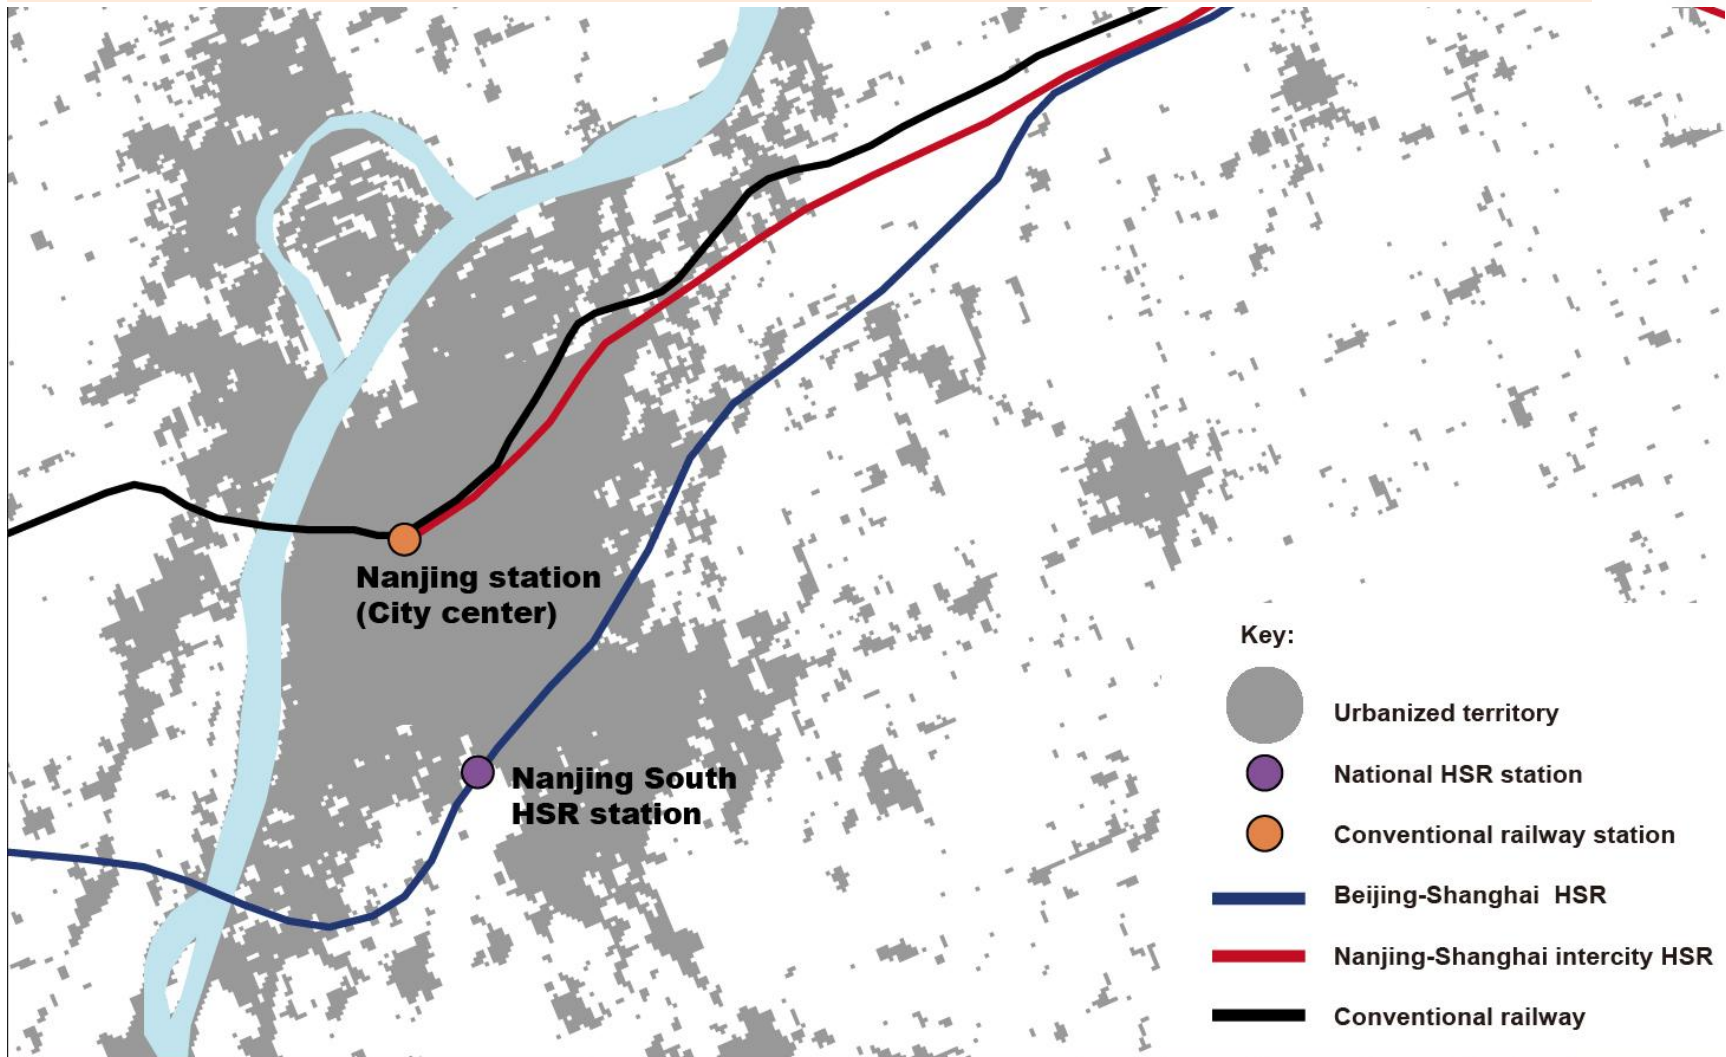 Nanjing station
(City center)
Nanjing South
HSR station
Key:
Urbanized territory
National HSR station
Conventional railway station
Beijing-Shanghai HSR
Nanjing-Shanghai intercity HSR
Conventional railway